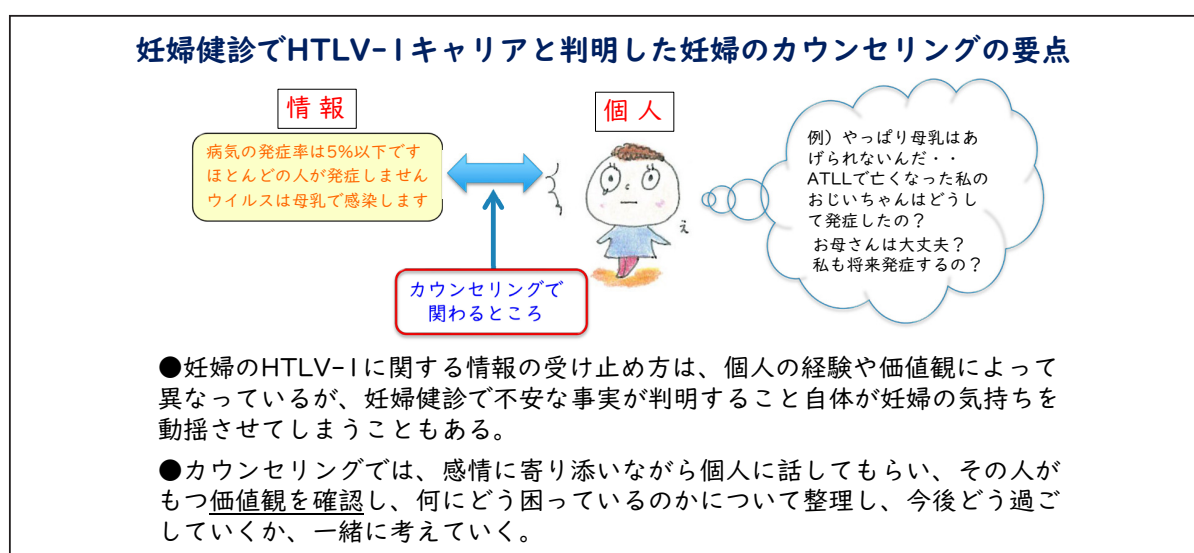 妊婦健診でHTLV-1キャリアと判明した妊婦のカウンセリングの要点
情 報
個 人
病気の発症率は5%以下です
ほとんどの人が発症しません
ウイルスは母乳で感染します
え
例）やっぱり母乳はあ
げられないんだ・・
ATLLで亡くなった私の
おじいちゃんはどうし
て発症したの？
お母さんは大丈夫？
私も将来発症するの？
カウンセリングで
関わるところ
●妊婦のHTLV-1に関する情報の受け止め方は、個人の経験や価値観によって
異なっているが、妊婦健診で不安な事実が判明すること自体が妊婦の気持ちを
動揺させてしまうこともある。
●カウンセリングでは、感情に寄り添いながら個人に話してもらい、その人が
もつ価値観を確認し、何にどう困っているのかについて整理し、今後どう過ご
していくか、一緒に考えていく。